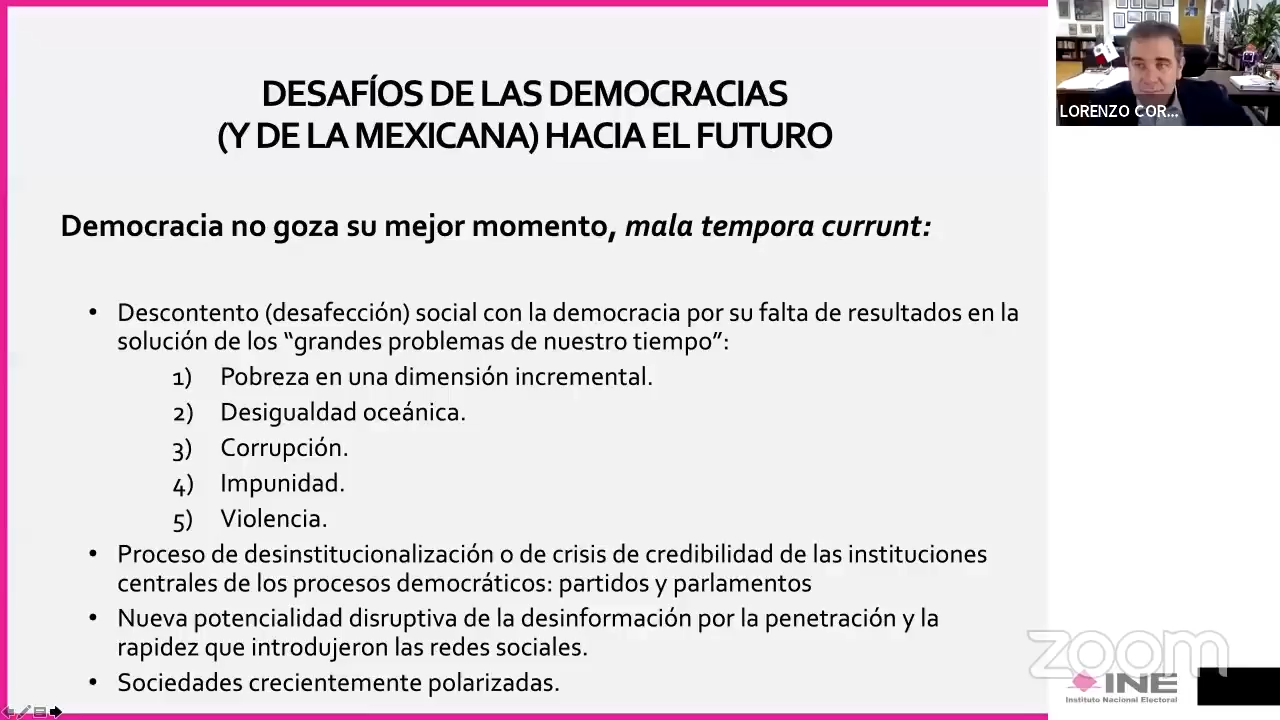 DESAFÍOS DE LAS DEMOCRACIAS
(Y DE LA MEXICANA) HACIA EL FUTURO
Democracia no goza su mejor momento, mala tempora currunt:
• Descontento (desafección) social con la democracia por su falta de resultados en la
solución de los “grandes problemas de nuestro tiempo”:
1) Pobreza en una dimensión incremental.
2) Desigualdad oceánica.
3) Corrupción.
4) Impunidad.
5) Violencia.
• Proceso de desinstitucionalización o de crisis de credibilidad de las instituciones
centrales de los procesos democráticos: partidos y parlamentos
• Nueva potencialidad disruptiva de la desinformación por la penetración y la
rapidez que introdujeron las redes sociales.
• Sociedades crecientemente polarizadas.
LORENZO COR...
zoom
INE
Instituto Nacional Electoral